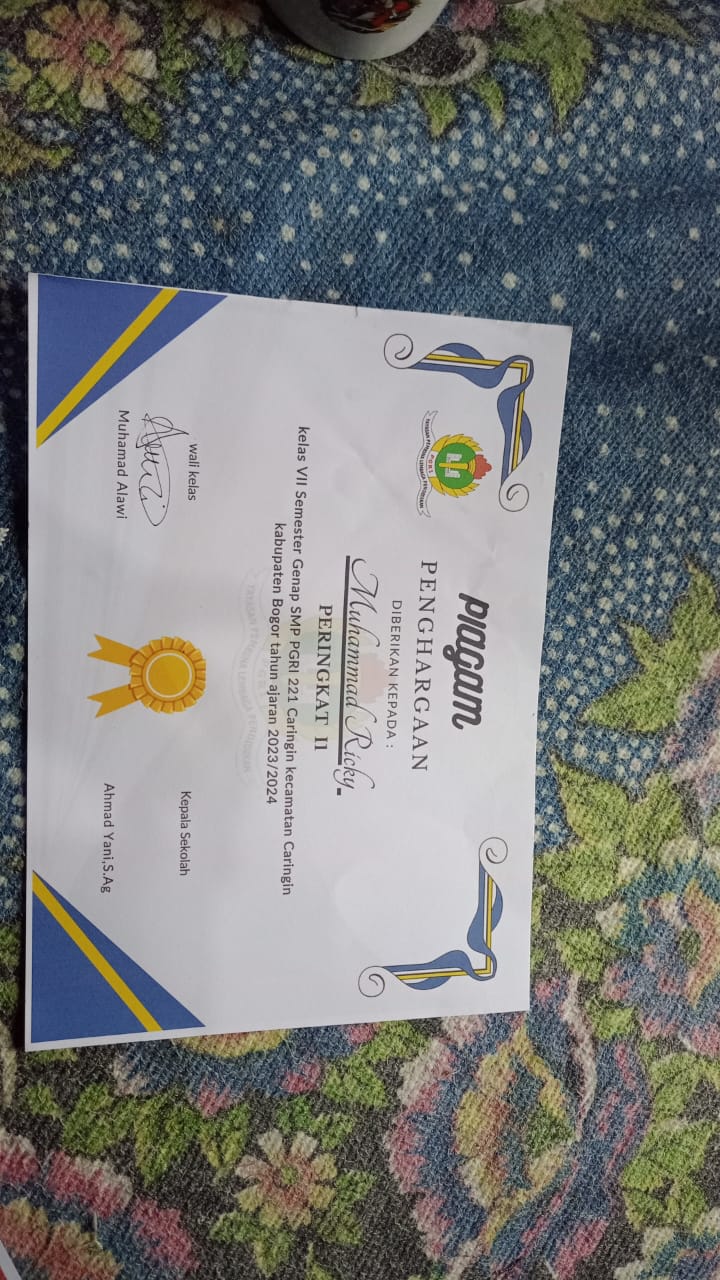 piagam
PENGHARGAAN
DIBERIKAN KEPADA :
Muhammad Ricky
PERINGKAT II
kelas VII Semester Genap SMP PGRI 221 Caringin kecamatan Caringin
kabupaten Bogor tahun ajaran 2023/2024
wali kelas
Muhamad Alawi
Kepala Sekolah
Ahmad Yani,S.Ag